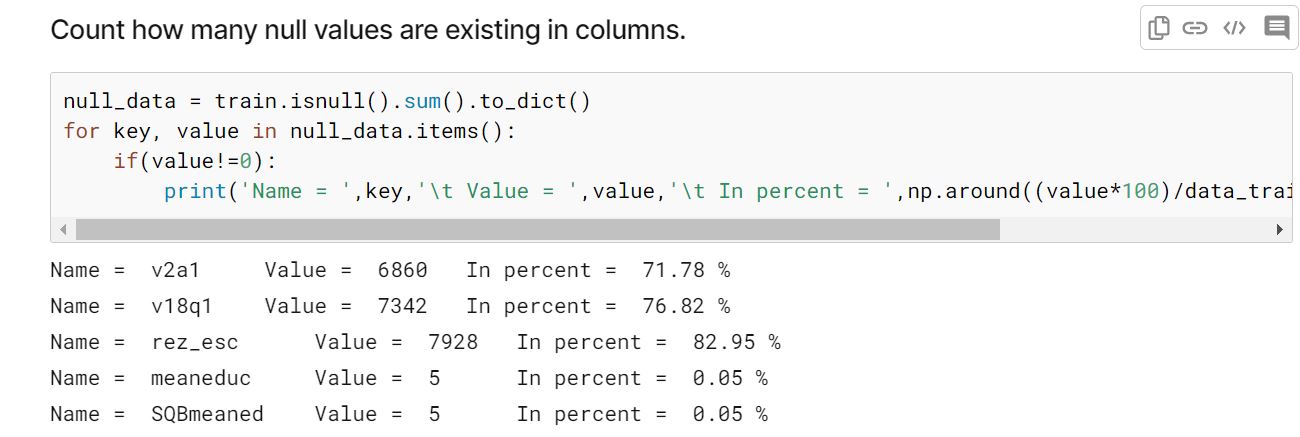 Count how many null values are existing in columns.
null_data = train.isnull().sum().to_dict()
for key, value in null_data.items():
    if(value!=0):
        print('Name = ',key,'\t Value = ',value,'\t In percent = ',np.around((value*100)/data_trai
Name =  v2a1     Value =  6860   In percent =  71.78 %
Name =  v18q1    Value =  7342   In percent =  76.82 %
Name =  rez_esc      Value =  7928   In percent =  82.95 %
Name =  meaneduc     Value =  5      In percent =  0.05 %
Name =  SQBmeaned    Value =  5      In percent =  0.05 %